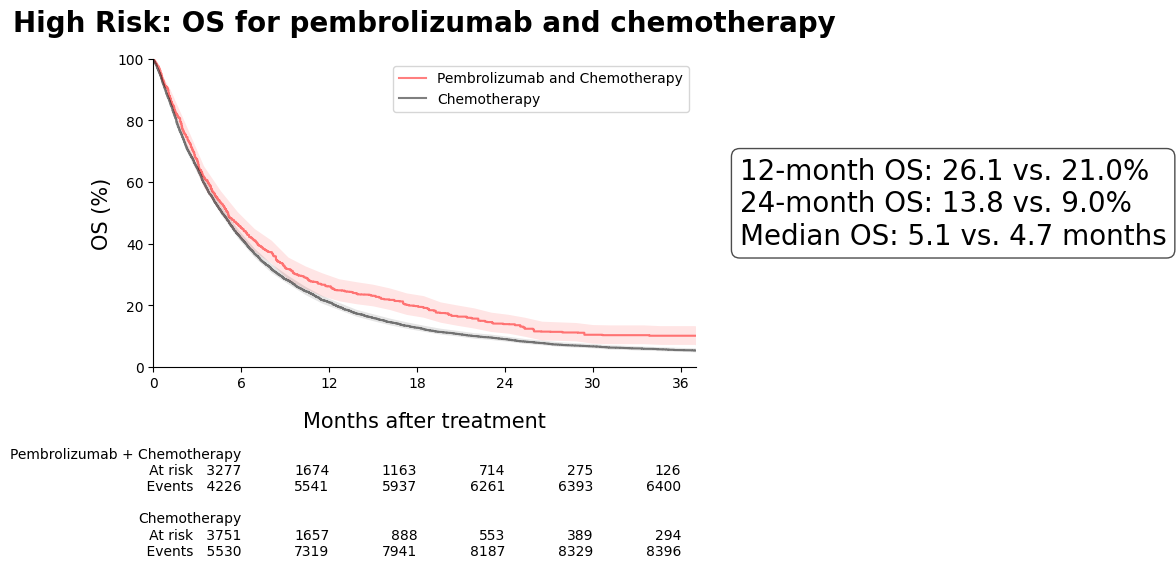 High Risk: OS for pembrolizumab and chemotherapy
100
80
60
40
20
0
OS (%)
Pembrolizumab and Chemotherapy
Chemotherapy
12-month OS: 26.1 vs. 21.0%
24-month OS: 13.8 vs. 9.0%
Median OS: 5.1 vs. 4.7 months
0 6 12 18 24 30 36
Months after treatment
Pembrolizumab + Chemotherapy
At risk 3277 1674 1163 714 275 126
Events 4226 5541 5937 6261 6393 6400
Chemotherapy
At risk 3751 1657 888 553 389 294
Events 5530 7319 7941 8187 8329 8396